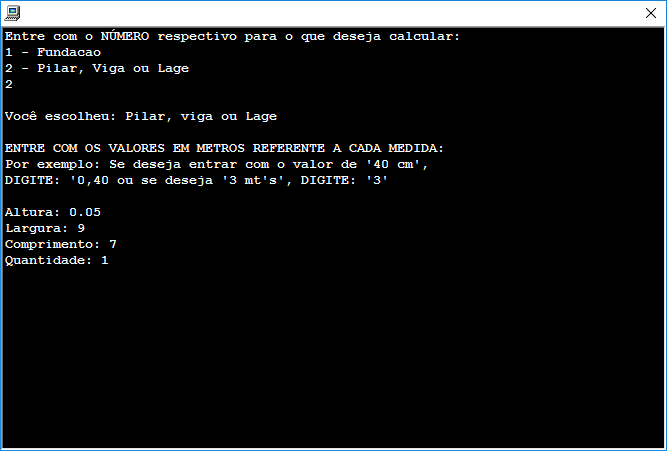 Entre com o NÚMERO respectivo para o que deseja calcular:
1 - Fundacao
2 - Pilar, Viga ou Lage
2
Você escolheu: Pilar, viga ou Lage
ENTRE COM OS VALORES EM METROS REFERENTE A CADA MEDIDA:
Por exemplo: Se deseja entrar com o valor de '40 cm',
DIGITE: '0,40 ou se deseja '3 mt's', DIGITE: '3'
Altura: 0.05
Largura: 9
Comprimento: 7
Quantidade: 1